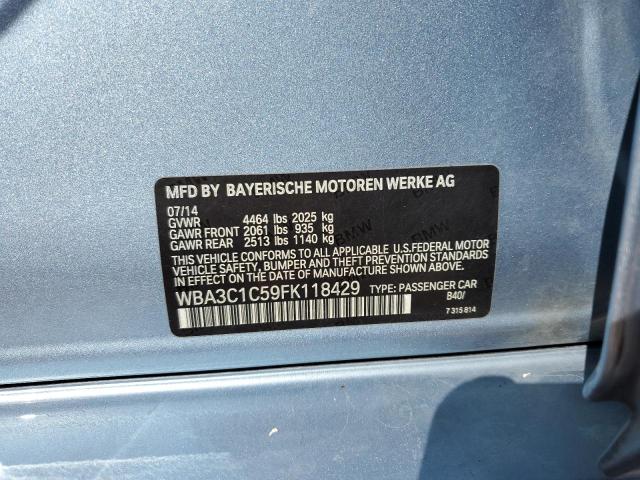 MFD BY BAYERISCHE MOTOREN WERKE AG
07/14
GVWR 4464 lbs 2025 kg
GAWR FRONT 2061 lbs 935 kg
GAWR REAR 2513 lbs 1140 kg
THIS VEHICLE CONFORMS TO ALL APPLICABLE U.S. FEDERAL MOTOR
VEHICLE SAFETY, BUMPER AND THEFT PREVENTION STANDARDS
IN EFFECT ON THE DATE OF MANUFACTURE SHOWN ABOVE.
WBA3C1C59FK118429 TYPE: PASSENGER CAR
B40/
7 315 814